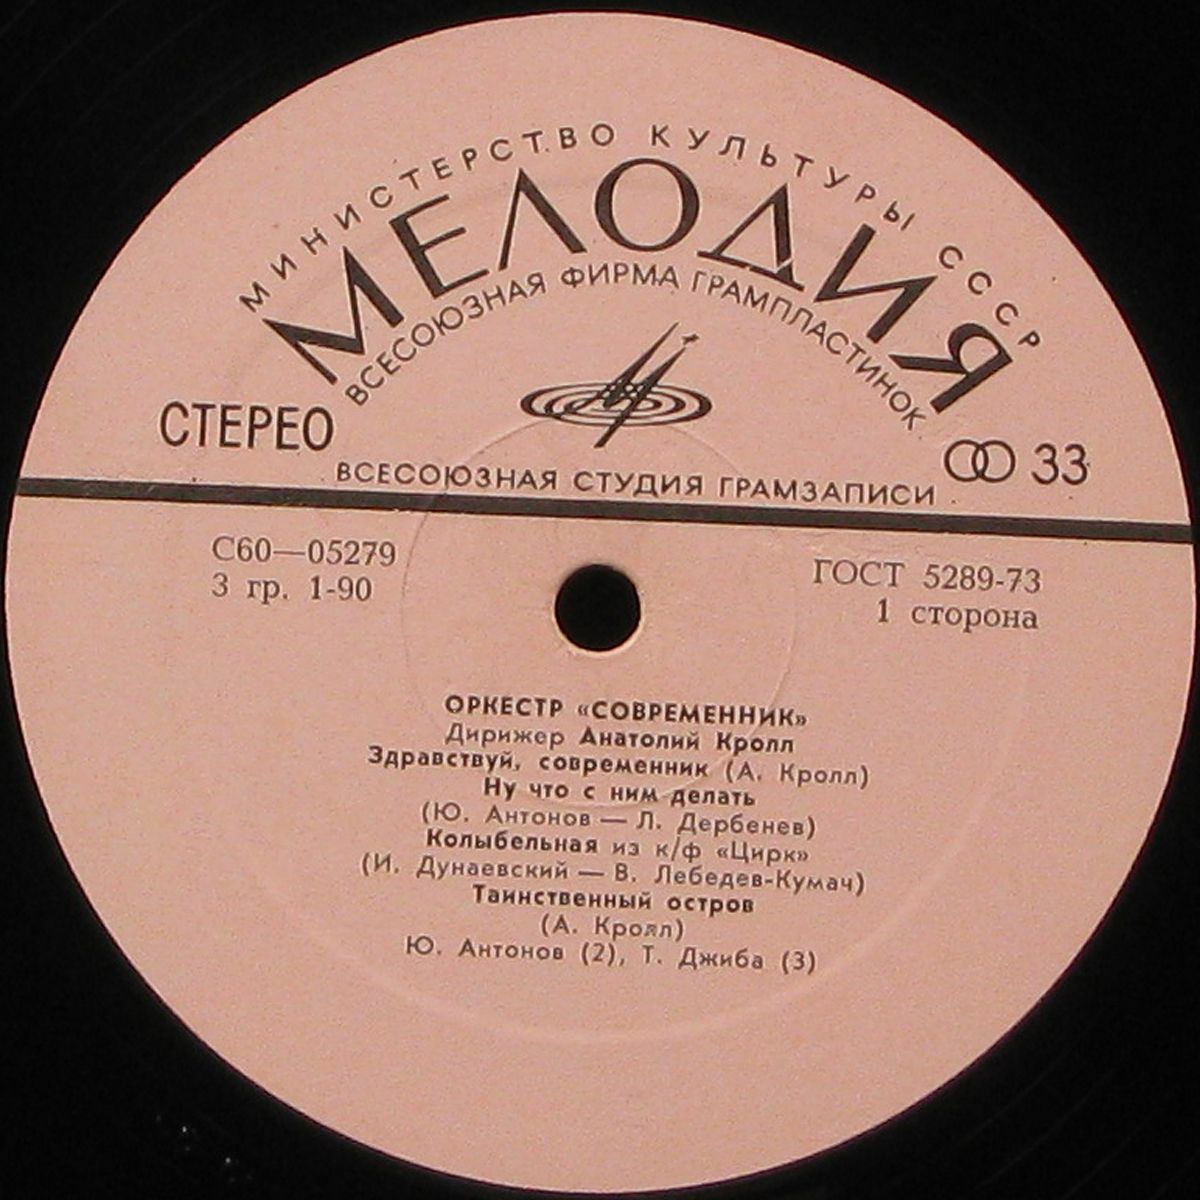 МИНИСТЕРСТВО КУЛЬТУРЫ СССР
МЕЛОДИЯ
ВСЕСОЮЗНАЯ ФИРМА ГРАМПЛАСТИНОК
СТЕРЕО
33
ВСЕСОЮЗНАЯ СТУДИЯ ГРАМЗАПИСИ
С60—05279
3 гр. 1-90
ГОСТ 5289-73
1 сторона
ОРКЕСТР «СОВРЕМЕННИК»
Дирижер Анатолий Кролл
Здравствуй, современник (А. Кролл)
Ну что с ним делать
(Ю. Антонов — Л. Дербенев)
Колыбельная из к/ф «Цирк»
(И. Дунаевский — В. Лебедев-Кумач)
Таинственный остров
(А. Кролл)
Ю. Антонов (2), Т. Джиба (3)